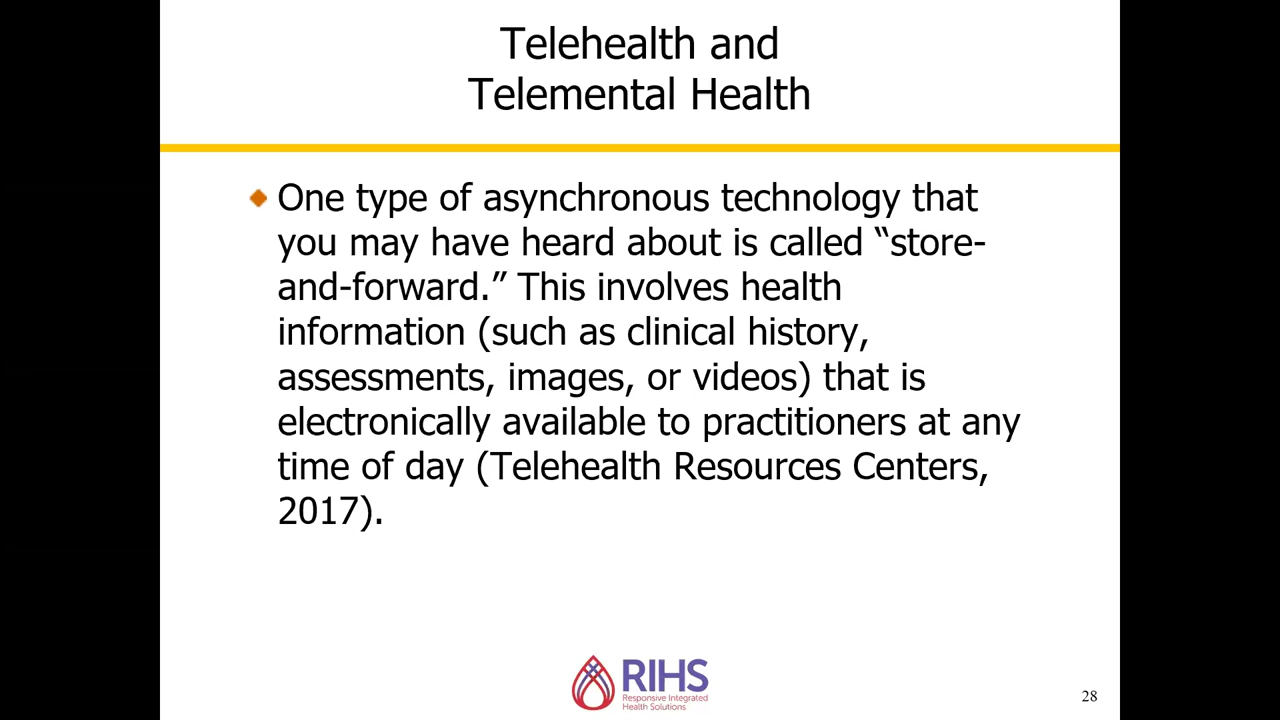 Telehealth and
Telemental Health
One type of asynchronous technology that
you may have heard about is called “store-
and-forward.” This involves health
information (such as clinical history,
assessments, images, or videos) that is
electronically available to practitioners at any
time of day (Telehealth Resources Centers,
2017).
RIHS
Responsive Integrated
Health Solutions
28